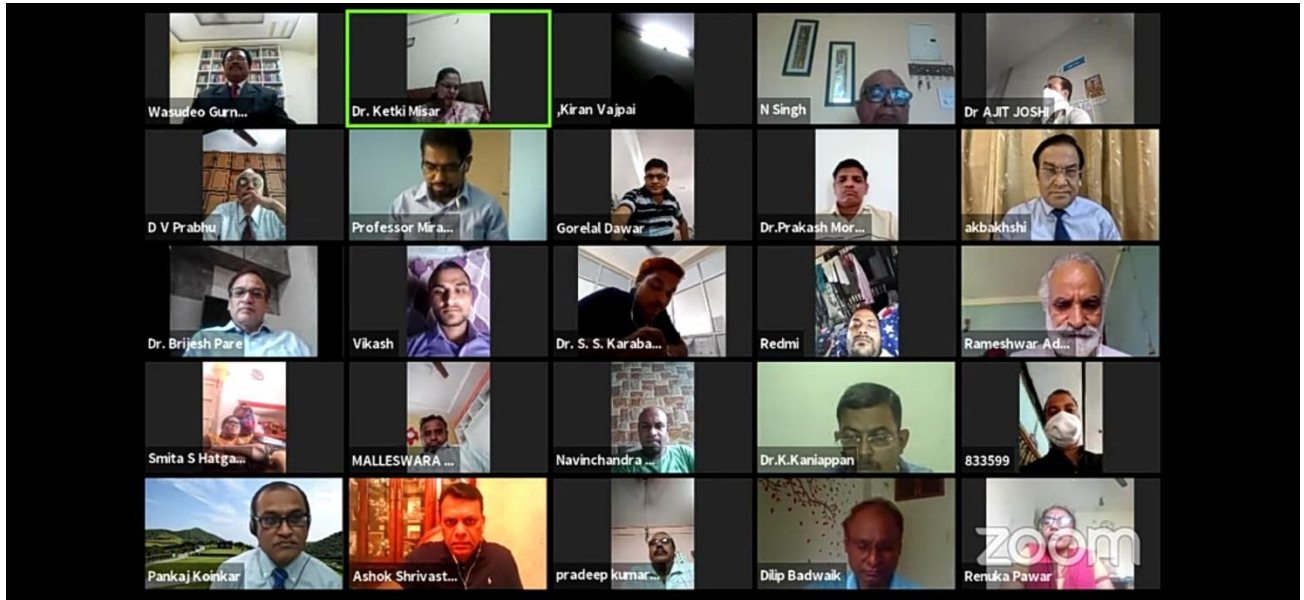 Wasudeo Gurn...
Dr. Ketki Misar
,Kiran Vajpai
N Singh
Dr AJIT JOSHI
D V Prabhu
Professor Mira...
Gorelal Dawar
Dr.Prakash Mor...
akbakhshi
Dr. Brijesh Pare
Vikash
Dr. S. S. Karaba...
Redmi
Rameshwar Ad...
Smita S Hatga...
MALLESWARA ...
Navinchandra ...
Dr.K.Kaniappan
833599
Pankaj Koinkar
Ashok Shrivast...
pradeep kumar...
Dilip Badwaik
Renuka Pawar
zoom